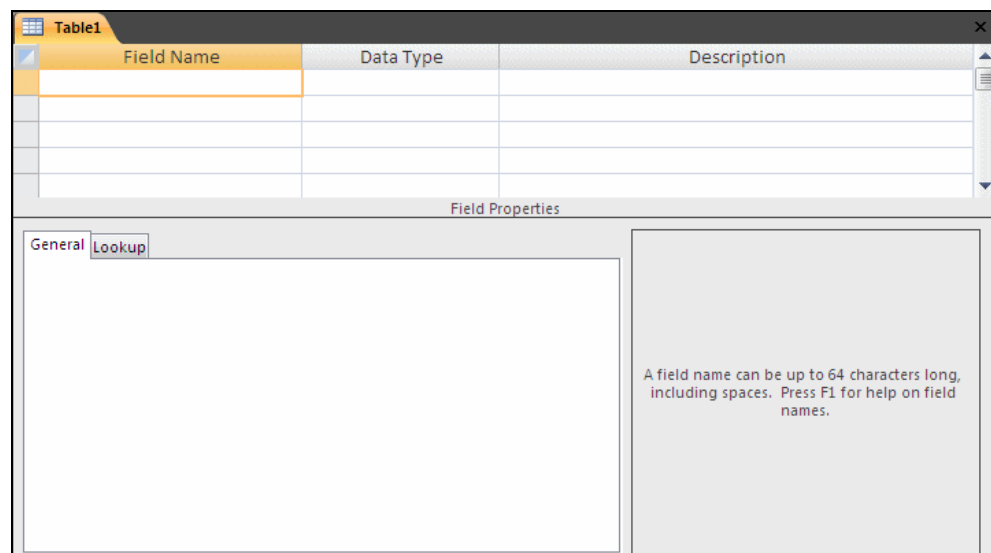 Table1
Field Name Data Type Description
Field Properties
General Lookup
A field name can be up to 64 characters long,
including spaces. Press F1 for help on field
names.